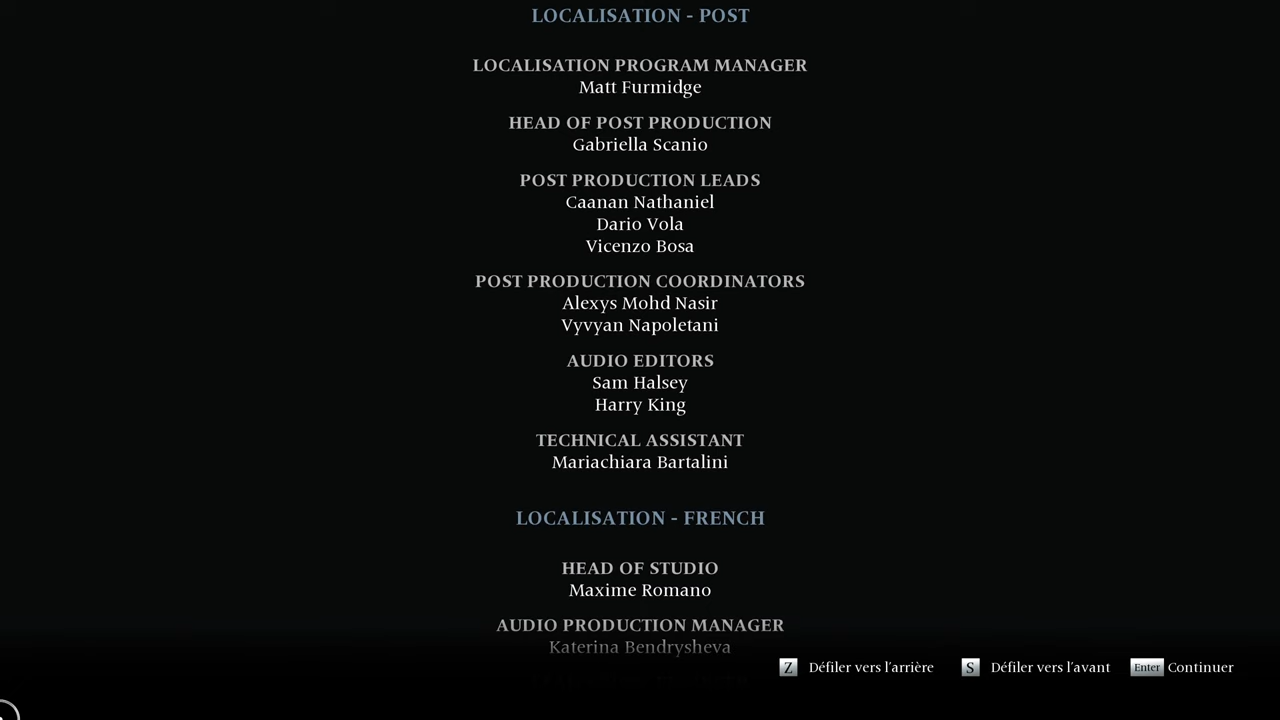 LOCALISATION - POST
LOCALISATION PROGRAM MANAGER
Matt Furmidge
HEAD OF POST PRODUCTION
Gabriella Scanio
POST PRODUCTION LEADS
Caanan Nathaniel
Dario Vola
Vicenzo Bosa
POST PRODUCTION COORDINATORS
Alexys Mohd Nasir
Vyvyan Napoletani
AUDIO EDITORS
Sam Halsey
Harry King
TECHNICAL ASSISTANT
Mariachiara Bartalini
LOCALISATION - FRENCH
HEAD OF STUDIO
Maxime Romano
AUDIO PRODUCTION MANAGER
Katerina Bendrysheva
Z Défiler vers l'arrière S Défiler vers l'avant Enter Continuer